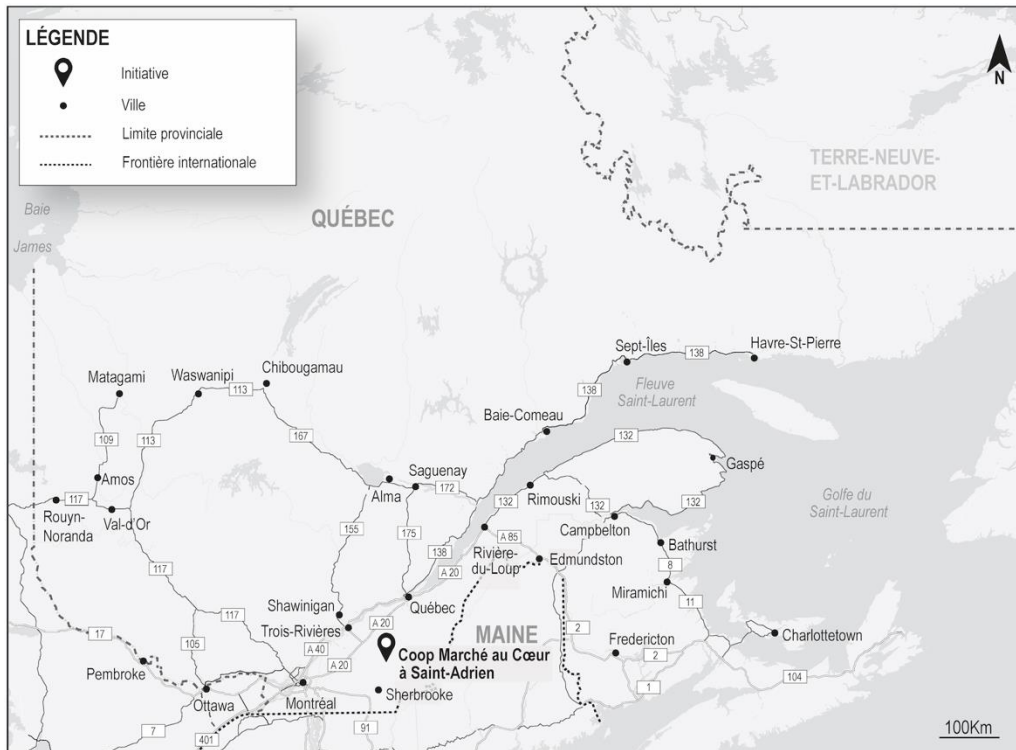 LÉGENDE
Initiative
Ville
Limite provinciale
Frontière internationale
N
TERRE-NEUVE-
ET-LABRADOR
Baie
James
QUÉBEC
Sept-Îles
138
Havre-St-Pierre
Chibougamau
Matagami
Waswanipi
113
138
Fleuve
Saint-Laurent
Baie-Comeau
109
113
167
132
Gaspé
Amos
Saguenay
Alma
172
Rimouski
132
132
132
Golfe du
Saint-Laurent
117
Rouyn-
Noranda
Val-d'Or
155
175
Campbelton
138
A 85
Rivière-
du-Loup
A 20
Edmundston
Bathurst
8
117
Miramichi
Québec
11
Shawinigan
117
Trois-Rivières
A 20
MAINE
2
Charlottetown
17
105
A 40
A 20
Coop Marché au Cœur
à Saint-Adrien
Fredericton
2
Pembroke
104
Ottawa
Montréal
Sherbrooke
1
7
401
91
100Km